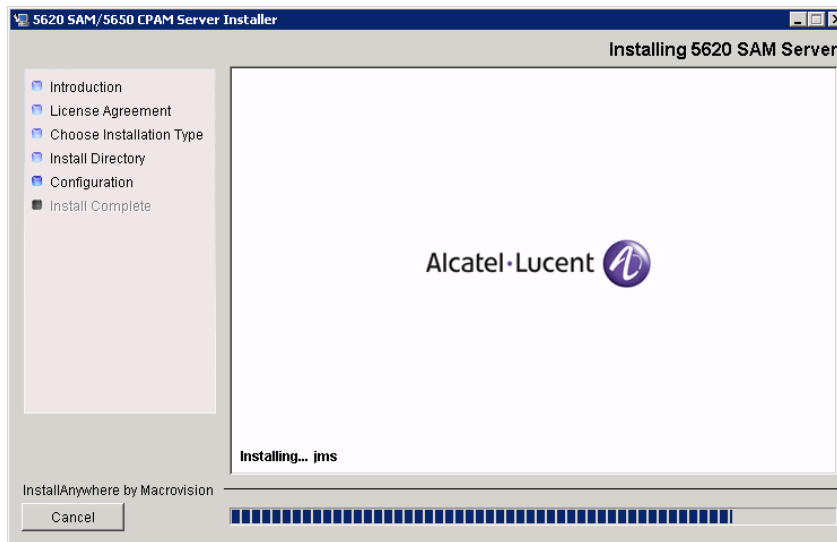 5620 SAM/5650 CPAM Server Installer
Installing 5620 SAM Server
Introduction
License Agreement
Choose Installation Type
Install Directory
Configuration
Install Complete
Alcatel·Lucent
Installing... jms
InstallAnywhere by Macrovision
Cancel